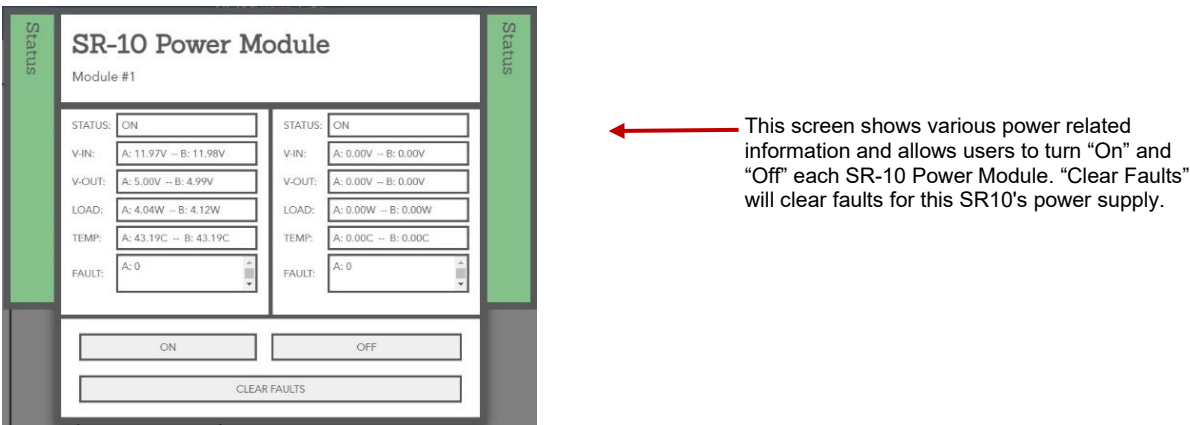 Status
SR-10 Power Module
Module #1
Status
STATUS: ON
V-IN: A: 11.97V -- B: 11.98V
V-OUT: A: 5.00V -- B: 4.99V
LOAD: A: 4.04W -- B: 4.12W
TEMP: A: 43.19C -- B: 43.19C
FAULT: A: 0
STATUS: ON
V-IN: A: 0.00V -- B: 0.00V
V-OUT: A: 0.00V -- B: 0.00V
LOAD: A: 0.00W -- B: 0.00W
TEMP: A: 0.00C -- B: 0.00C
FAULT: A: 0
ON
OFF
CLEAR FAULTS
This screen shows various power related
information and allows users to turn “On” and
“Off” each SR-10 Power Module. “Clear Faults”
will clear faults for this SR10's power supply.